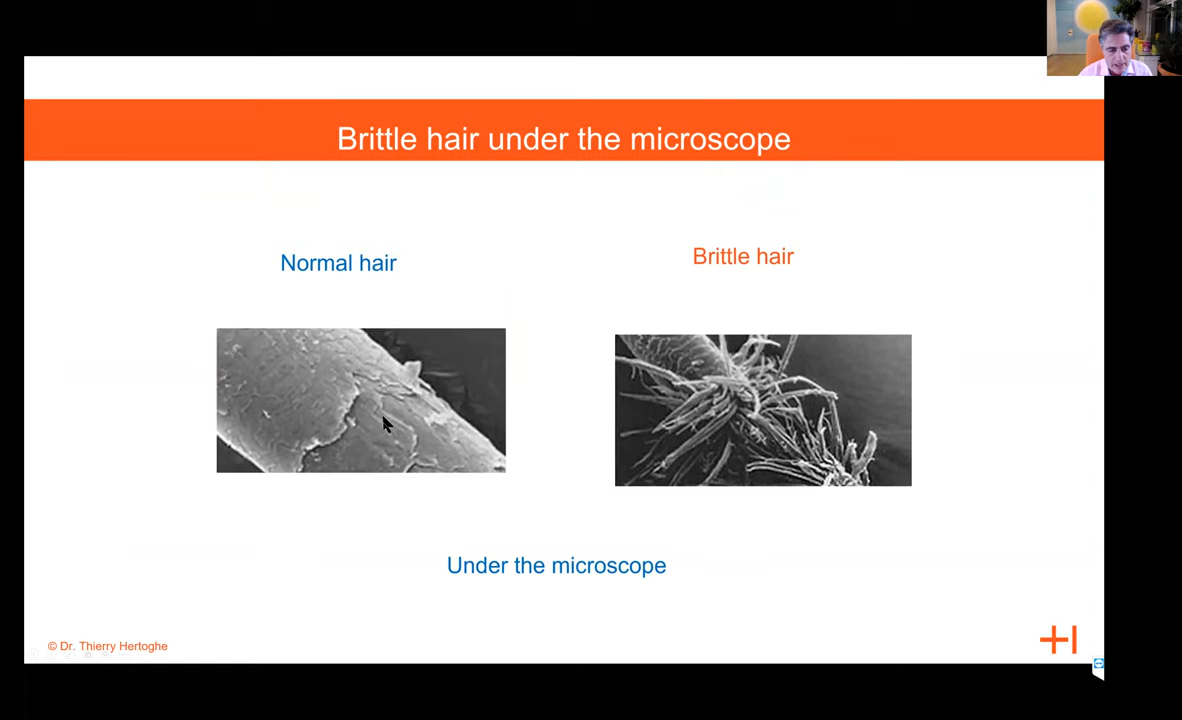 Brittle hair under the microscope
Normal hair
Brittle hair
Under the microscope
© Dr. Thierry Hertoghe